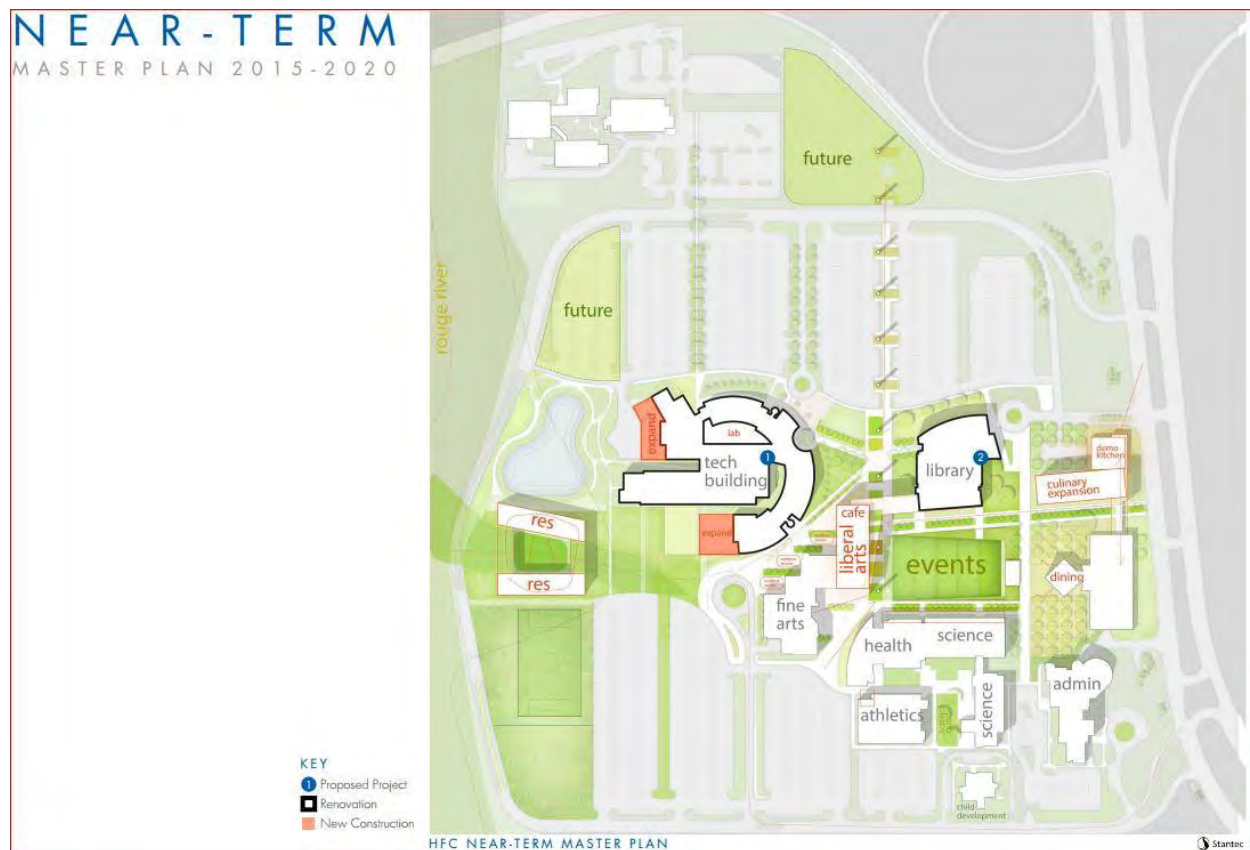 NEAR-TERM
MASTER PLAN 2015-2020
future
future
rouge river
expand
lab
tech
building
1
library
2
demo
kitchen
culinary
expansion
res
res
expand
cafe
liberal
arts
events
dining
fine
arts
health
science
science
athletics
admin
child
development
KEY
1 Proposed Project
Renovation
New Construction
HFC NEAR-TERM MASTER PLAN
Stantec